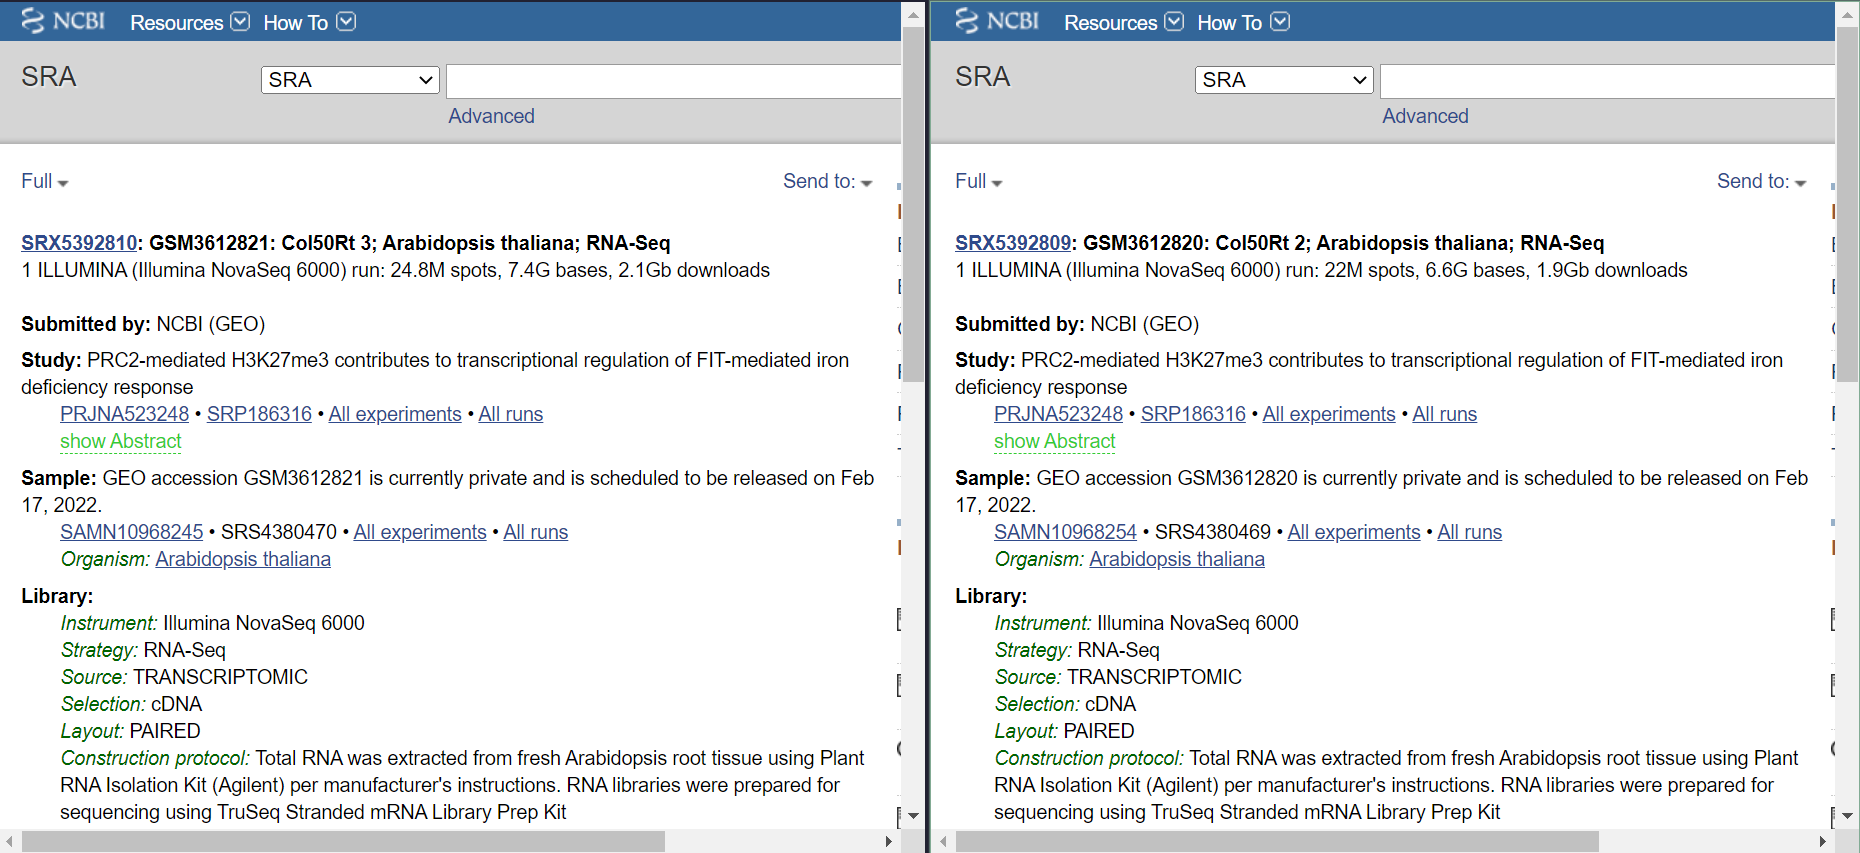 NCBI Resources How To
SRA SRA
Advanced
Full Send to:
SRX5392810: GSM3612821: Col50Rt 3; Arabidopsis thaliana; RNA-Seq
1 ILLUMINA (Illumina NovaSeq 6000) run: 24.8M spots, 7.4G bases, 2.1Gb downloads
Submitted by: NCBI (GEO)
Study: PRC2-mediated H3K27me3 contributes to transcriptional regulation of FIT-mediated iron
deficiency response
PRJNA523248 • SRP186316 • All experiments • All runs
show Abstract
Sample: GEO accession GSM3612821 is currently private and is scheduled to be released on Feb
17, 2022.
SAMN10968245 • SRS4380470 • All experiments • All runs
Organism: Arabidopsis thaliana
Library:
Instrument: Illumina NovaSeq 6000
Strategy: RNA-Seq
Source: TRANSCRIPTOMIC
Selection: cDNA
Layout: PAIRED
Construction protocol: Total RNA was extracted from fresh Arabidopsis root tissue using Plant
RNA Isolation Kit (Agilent) per manufacturer's instructions. RNA libraries were prepared for
sequencing using TruSeq Stranded mRNA Library Prep Kit
NCBI Resources How To
SRA SRA
Advanced
Full Send to:
SRX5392809: GSM3612820: Col50Rt 2; Arabidopsis thaliana; RNA-Seq
1 ILLUMINA (Illumina NovaSeq 6000) run: 22M spots, 6.6G bases, 1.9Gb downloads
Submitted by: NCBI (GEO)
Study: PRC2-mediated H3K27me3 contributes to transcriptional regulation of FIT-mediated iron
deficiency response
PRJNA523248 • SRP186316 • All experiments • All runs
show Abstract
Sample: GEO accession GSM3612820 is currently private and is scheduled to be released on Feb
17, 2022.
SAMN10968254 • SRS4380469 • All experiments • All runs
Organism: Arabidopsis thaliana
Library:
Instrument: Illumina NovaSeq 6000
Strategy: RNA-Seq
Source: TRANSCRIPTOMIC
Selection: cDNA
Layout: PAIRED
Construction protocol: Total RNA was extracted from fresh Arabidopsis root tissue using Plant
RNA Isolation Kit (Agilent) per manufacturer's instructions. RNA libraries were prepared for
sequencing using TruSeq Stranded mRNA Library Prep Kit